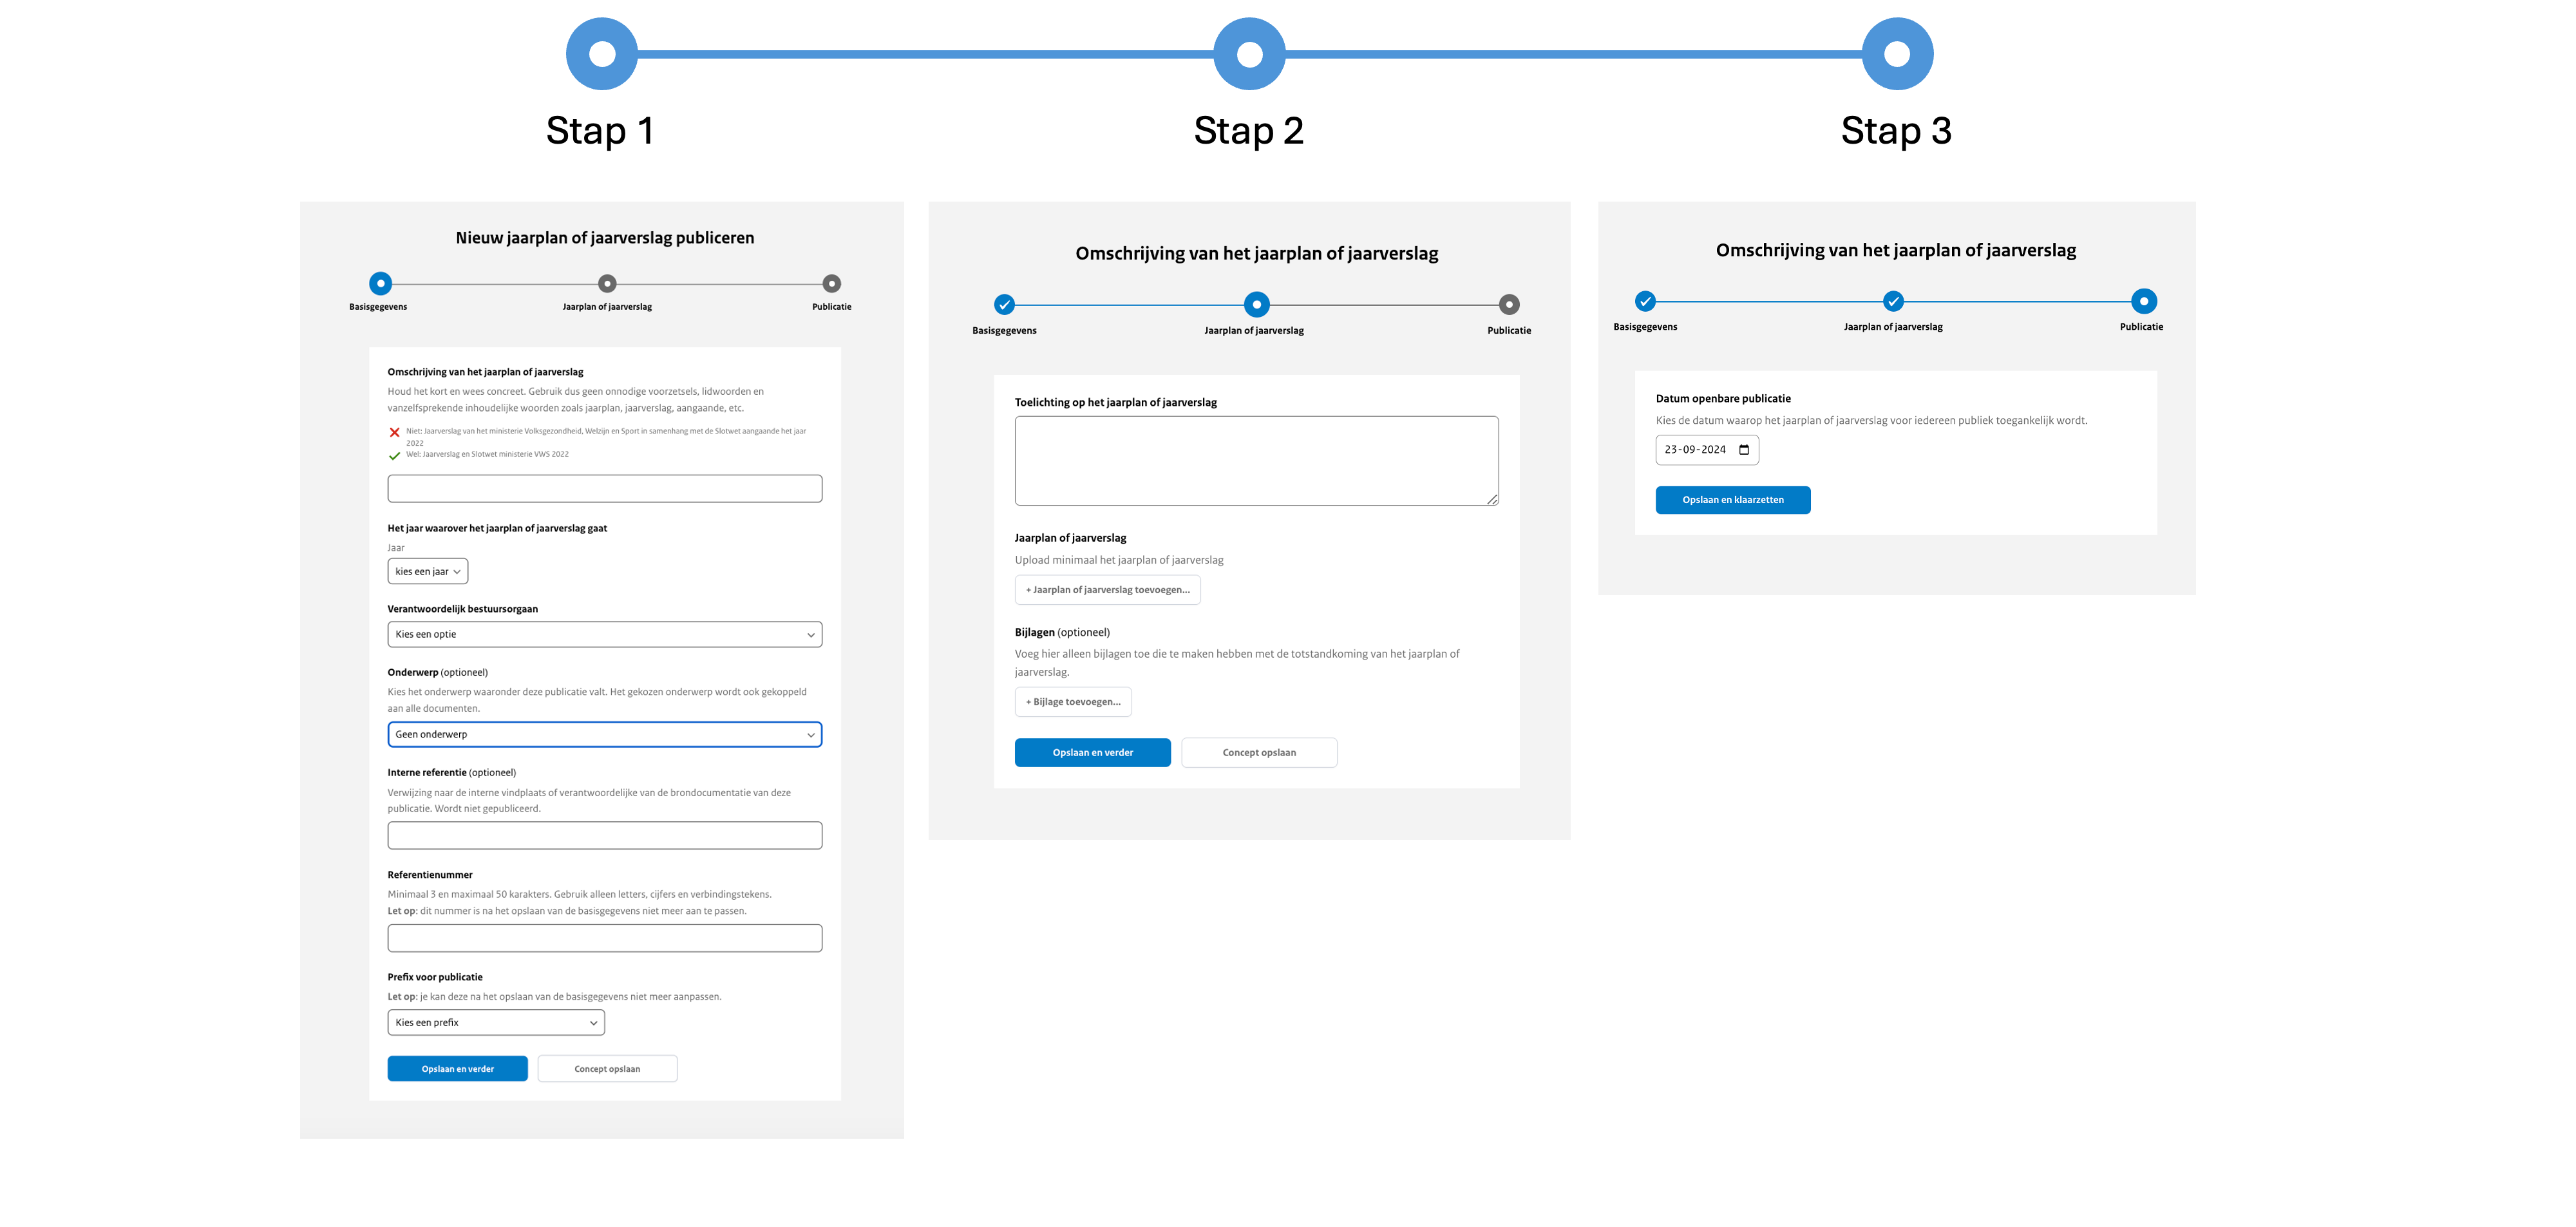 Stap 1
Stap 2
Stap 3
Nieuw jaarplan of jaarverslag publiceren
Basisgegevens
Jaarplan of jaarverslag
Publicatie
Omschrijving van het jaarplan of jaarverslag
Houd het kort en wees concreet. Gebruik dus geen onnodige voorzetsels, lidwoorden en
vanzelfsprekende inhoudelijke woorden zoals jaarplan, jaarverslag, aangaande, etc.
Niet: Jaarverslag van het ministerie Volksgezondheid, Welzijn en Sport in samenhang met de Slotwet aangaande het jaar
2022
Wel: Jaarverslag en Slotwet ministerie VWS 2022
Het jaar waarover het jaarplan of jaarverslag gaat
Jaar
kies een jaar
Verantwoordelijk bestuursorgaan
Kies een optie
Onderwerp (optioneel)
Kies het onderwerp waaronder deze publicatie valt. Het gekozen onderwerp wordt ook gekoppeld
aan alle documenten.
Geen onderwerp
Interne referentie (optioneel)
Verwijzing naar de interne vindplaats of verantwoordelijke van de brondocumentatie van deze
publicatie. Wordt niet gepubliceerd.
Referentienummer
Minimaal 3 en maximaal 50 karakters. Gebruik alleen letters, cijfers en verbindingstekens.
Let op: dit nummer is na het opslaan van de basisgegevens niet meer aan te passen.
Prefix voor publicatie
Let op: je kan deze na het opslaan van de basisgegevens niet meer aanpassen.
Kies een prefix
Opslaan en verder
Concept opslaan
Omschrijving van het jaarplan of jaarverslag
Basisgegevens
Jaarplan of jaarverslag
Publicatie
Toelichting op het jaarplan of jaarverslag
Jaarplan of jaarverslag
Upload minimaal het jaarplan of jaarverslag
+ Jaarplan of jaarverslag toevoegen...
Bijlagen (optioneel)
Voeg hier alleen bijlagen toe die te maken hebben met de totstandkoming van het jaarplan of
jaarverslag.
+ Bijlage toevoegen...
Opslaan en verder
Concept opslaan
Omschrijving van het jaarplan of jaarverslag
Basisgegevens
Jaarplan of jaarverslag
Publicatie
Datum openbare publicatie
Kies de datum waarop het jaarplan of jaarverslag voor iedereen publiek toegankelijk wordt.
23-09-2024
Opslaan en klaarzetten